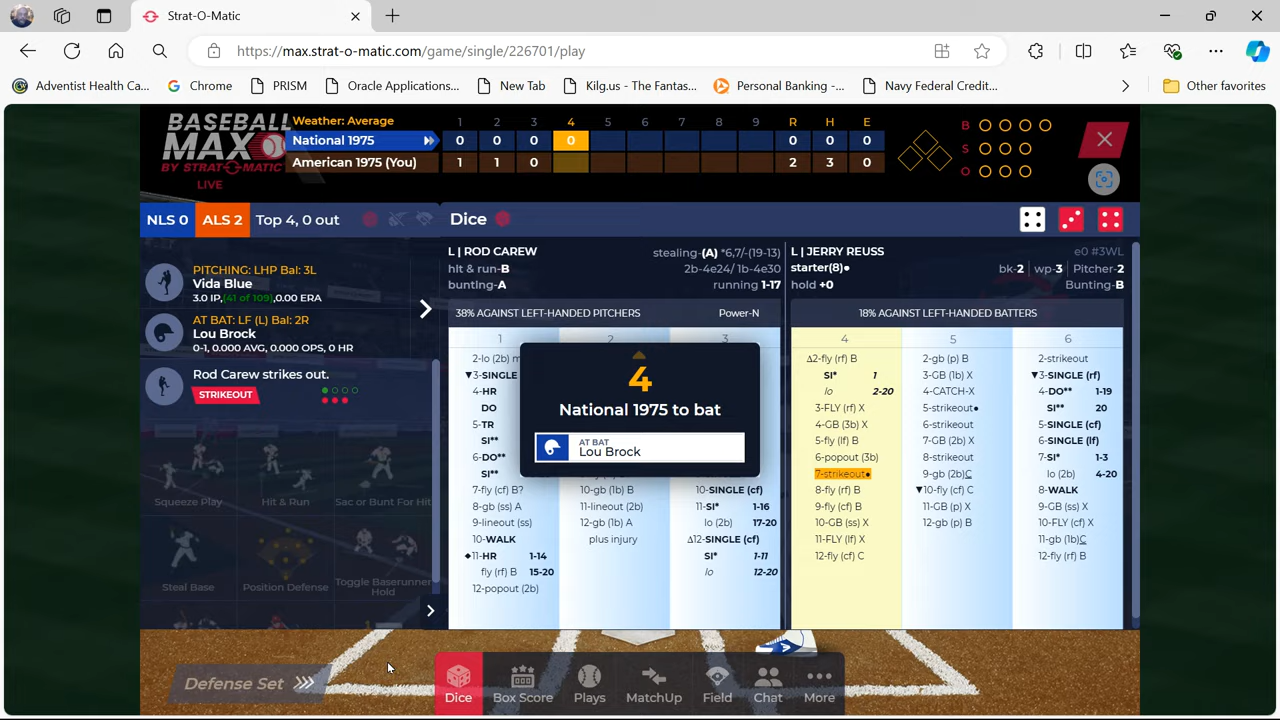 Strat-O-Matic
https://max.strat-o-matic.com/game/single/226701/play
Adventist Health Ca...
Chrome
PRISM
Oracle Applications...
New Tab
Kilg.us - The Fantas...
Personal Banking -...
Navy Federal Credit...
Other favorites
BASEBALL
MAX
BY STRAT-O-MATIC
LIVE
Weather: Average
1 2 3 4 5 6 7 8 9 R H E
National 1975 0 0 0 0 0 0 0
American 1975 (You) 1 1 0 2 3 0
B
S
O
NLS 0
ALS 2
Top 4, 0 out
PITCHING: LHP Bal: 3L
Vida Blue
3.0 IP,(41 of 109),0.00 ERA
AT BAT: LF (L) Bal: 2R
Lou Brock
0-1, 0.000 AVG, 0.000 OPS, 0 HR
Rod Carew strikes out.
STRIKEOUT
Squeeze Play
Hit & Run
Sac or Bunt For Hit
Steal Base
Position Defense
Toggle Baserunner
Hold
Defense Set
Dice
L | ROD CAREW
stealing-(A) *6,7/-(19-13)
hit & run-B
2b-4e24/ 1b-4e30
bunting-A
running 1-17
38% AGAINST LEFT-HANDED PITCHERS
Power-N
1
2-lo (2b) m
▼3-SINGLE
4-HR
DO
5-TR
SI**
6-DO**
SI**
7-fly (cf) B?
8-gb (ss) A
9-lineout (ss)
10-WALK
◆11-HR 1-14
fly (rf) B 15-20
12-popout (2b)
2
10-gb (1b) B
11-lineout (2b)
12-gb (1b) A
plus injury
3
10-SINGLE (cf)
11-SI* 1-16
lo (2b) 17-20
Δ12-SINGLE (cf)
SI* 1-11
lo 12-20
L | JERRY REUSS
e0 #3WL
starter(8)●
bk-2 wp-3 Pitcher-2
hold +0
Bunting-B
18% AGAINST LEFT-HANDED BATTERS
4
Δ2-fly (rf) B
SI* 1
lo 2-20
3-FLY (rf) X
4-GB (3b) X
5-fly (lf) B
6-popout (3b)
7-strikeout●
8-fly (rf) B
9-fly (cf) B
10-GB (ss) X
11-FLY (lf) X
12-fly (cf) C
5
2-gb (p) B
3-GB (1b) X
4-CATCH-X
5-strikeout●
6-strikeout
7-GB (2b) X
8-strikeout
9-gb (2b)C
▼10-fly (cf) C
11-GB (p) X
12-gb (p) B
6
2-strikeout
▼3-SINGLE (rf)
4-DO** 1-19
SI** 20
5-SINGLE (cf)
6-SINGLE (lf)
7-SI* 1-3
lo (2b) 4-20
8-WALK
9-GB (ss) X
10-FLY (cf) X
11-gb (1b)C
12-fly (rf) B
4
National 1975 to bat
AT BAT
Lou Brock
Dice
Box Score
Plays
MatchUp
Field
Chat
More